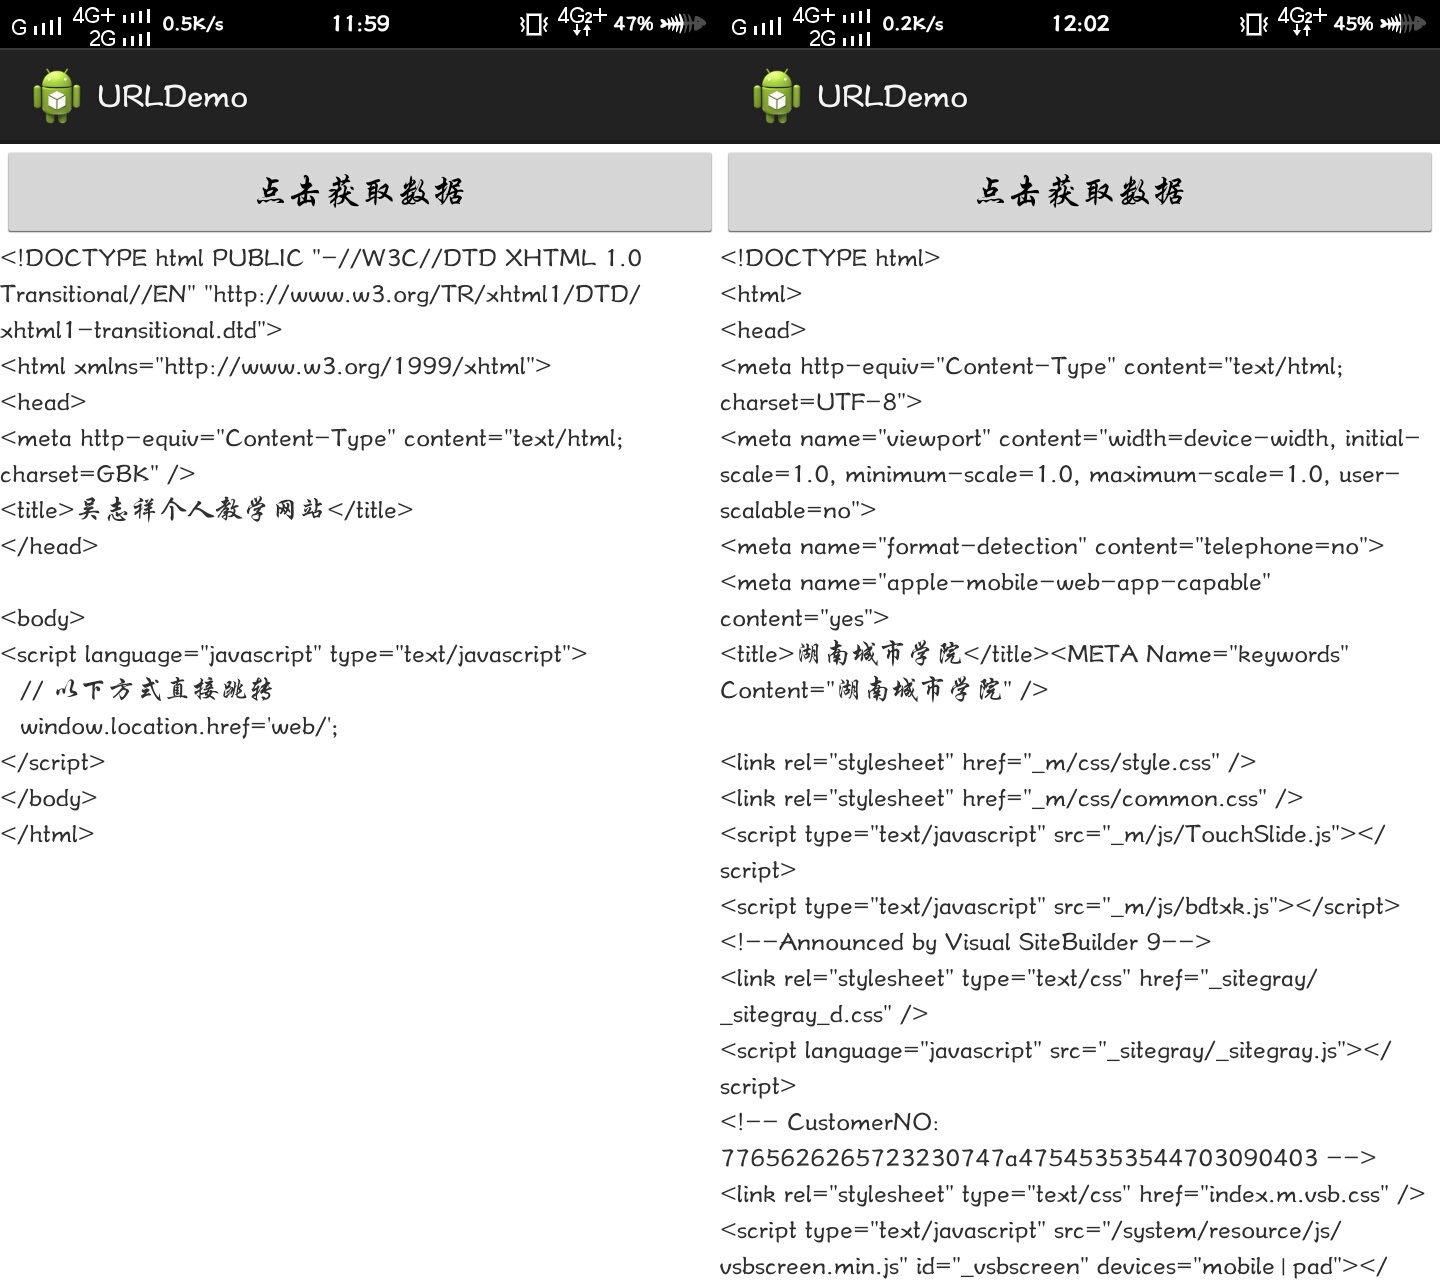 G 4G+ 2G 0.5K/s 11:59 4G2+ 47%
URLDemo
点击获取数据
<!DOCTYPE html PUBLIC "-//W3C//DTD XHTML 1.0
Transitional//EN" "http://www.w3.org/TR/xhtml1/DTD/
xhtml1-transitional.dtd">
<html xmlns="http://www.w3.org/1999/xhtml">
<head>
<meta http-equiv="Content-Type" content="text/html;
charset=GBK" />
<title>吴志祥个人教学网站</title>
</head>

<body>
<script language="javascript" type="text/javascript">
// 以下方式直接跳转
window.location.href='web/';
</script>
</body>
</html>
G 4G+ 2G 0.2K/s 12:02 4G2+ 45%
URLDemo
点击获取数据
<!DOCTYPE html>
<html>
<head>
<meta http-equiv="Content-Type" content="text/html;
charset=UTF-8">
<meta name="viewport" content="width=device-width, initial-
scale=1.0, minimum-scale=1.0, maximum-scale=1.0, user-
scalable=no">
<meta name="format-detection" content="telephone=no">
<meta name="apple-mobile-web-app-capable"
content="yes">
<title>湖南城市学院</title><META Name="keywords"
Content="湖南城市学院" />

<link rel="stylesheet" href="_m/css/style.css" />
<link rel="stylesheet" href="_m/css/common.css" />
<script type="text/javascript" src="_m/js/TouchSlide.js"></
script>
<script type="text/javascript" src="_m/js/bdtxk.js"></script>
<!--Announced by Visual SiteBuilder 9-->
<link rel="stylesheet" type="text/css" href="_sitegray/
_sitegray_d.css" />
<script language="javascript" src="_sitegray/_sitegray.js"></
script>
<!-- CustomerNO:
7765626265723230747a47545353544703090403 -->
<link rel="stylesheet" type="text/css" href="index.m.vsb.css" />
<script type="text/javascript" src="/system/resource/js/
vsbscreen.min.js" id="_vsbscreen" devices="mobile|pad"></